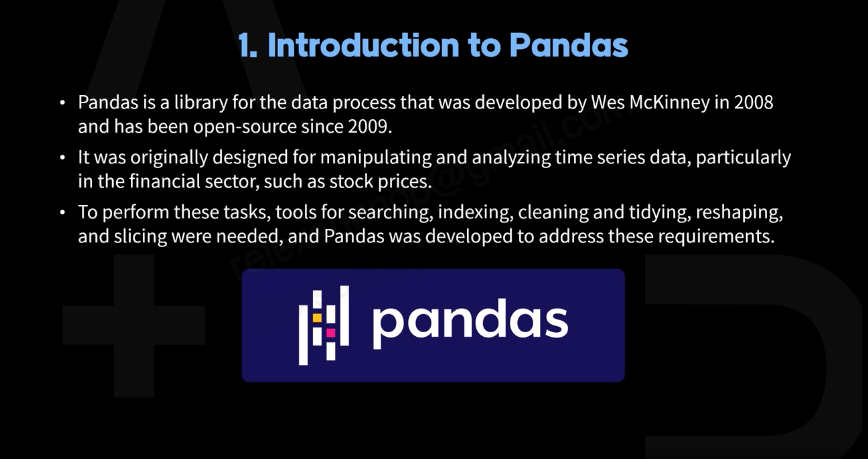 1. Introduction to Pandas
• Pandas is a library for the data process that was developed by Wes McKinney in 2008
and has been open-source since 2009.
• It was originally designed for manipulating and analyzing time series data, particularly
in the financial sector, such as stock prices.
• To perform these tasks, tools for searching, indexing, cleaning and tidying, reshaping,
and slicing were needed, and Pandas was developed to address these requirements.
pandas